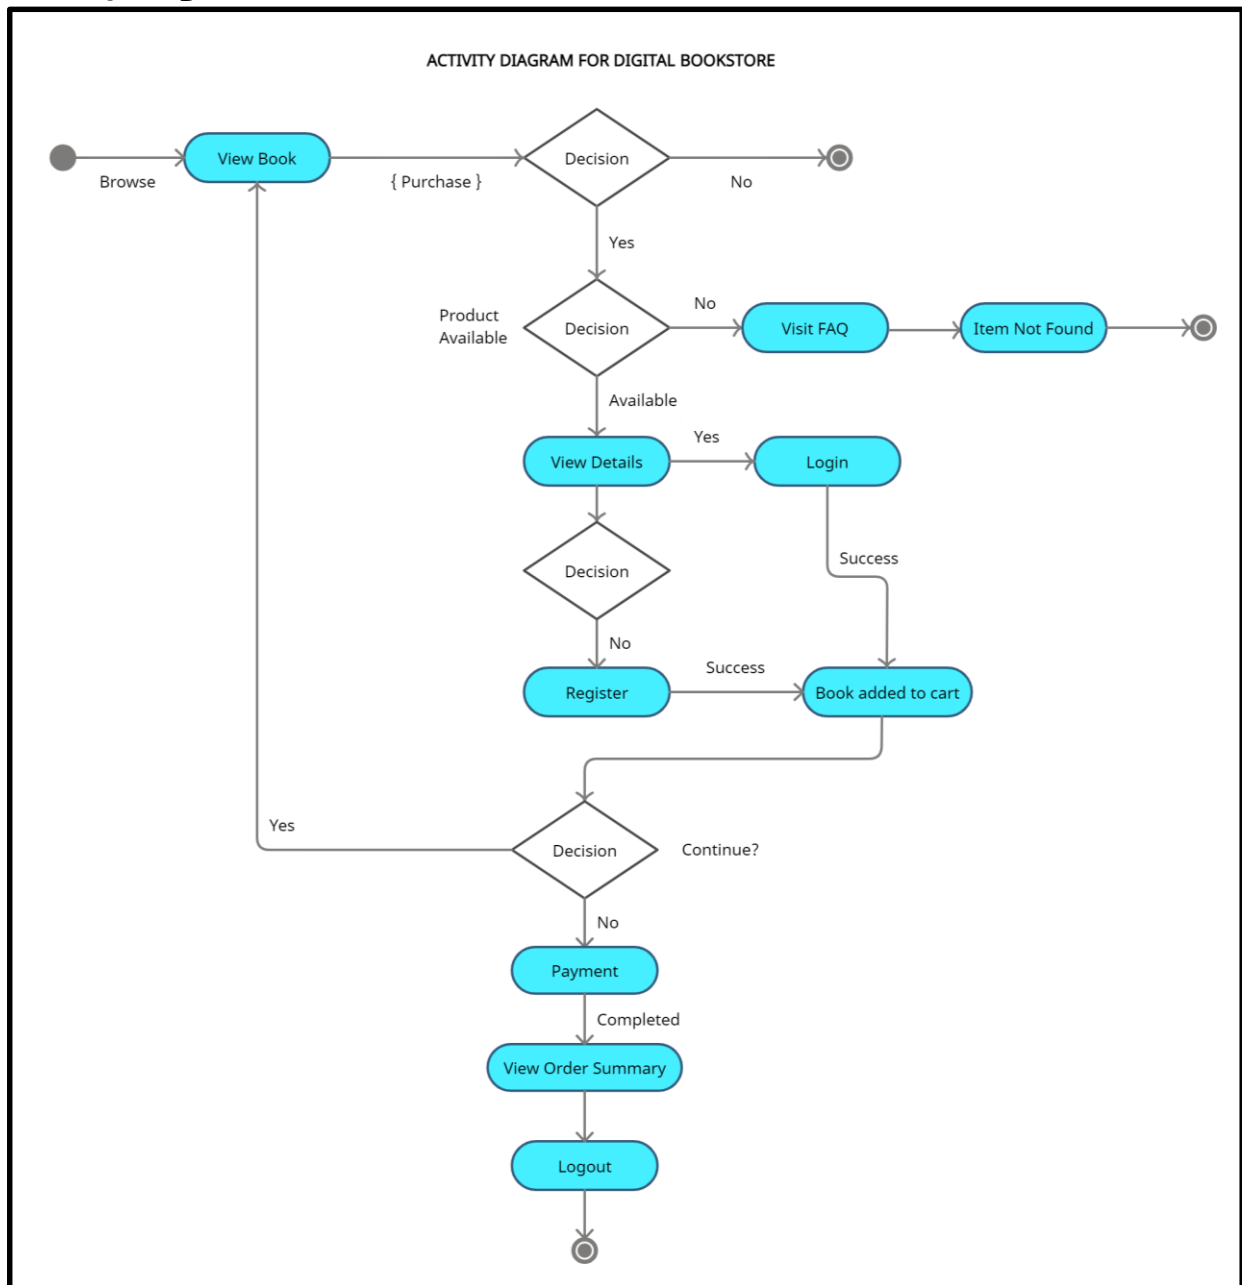 ACTIVITY DIAGRAM FOR DIGITAL BOOKSTORE
View Book
Decision
Browse
{ Purchase }
No
Yes
Product
Available
Decision
No
Visit FAQ
Item Not Found
Available
View Details
Yes
Login
Decision
Success
No
Register
Success
Book added to cart
Yes
Decision
Continue?
No
Payment
Completed
View Order Summary
Logout